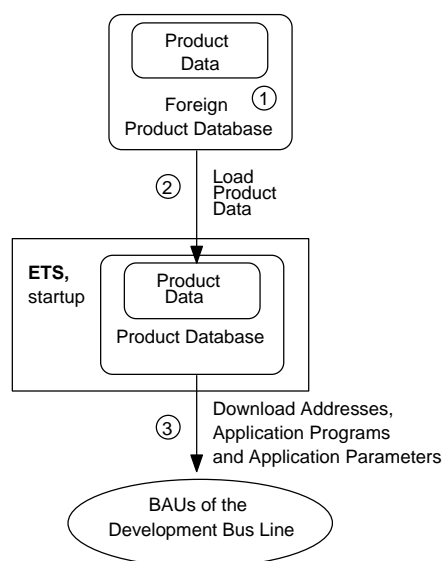 Product
Data
Foreign
Product Database
1
2
Load
Product
Data
ETS,
startup
Product
Data
Product Database
3
Download Addresses,
Application Programs
and Application Parameters
BAUs of the
Development Bus Line